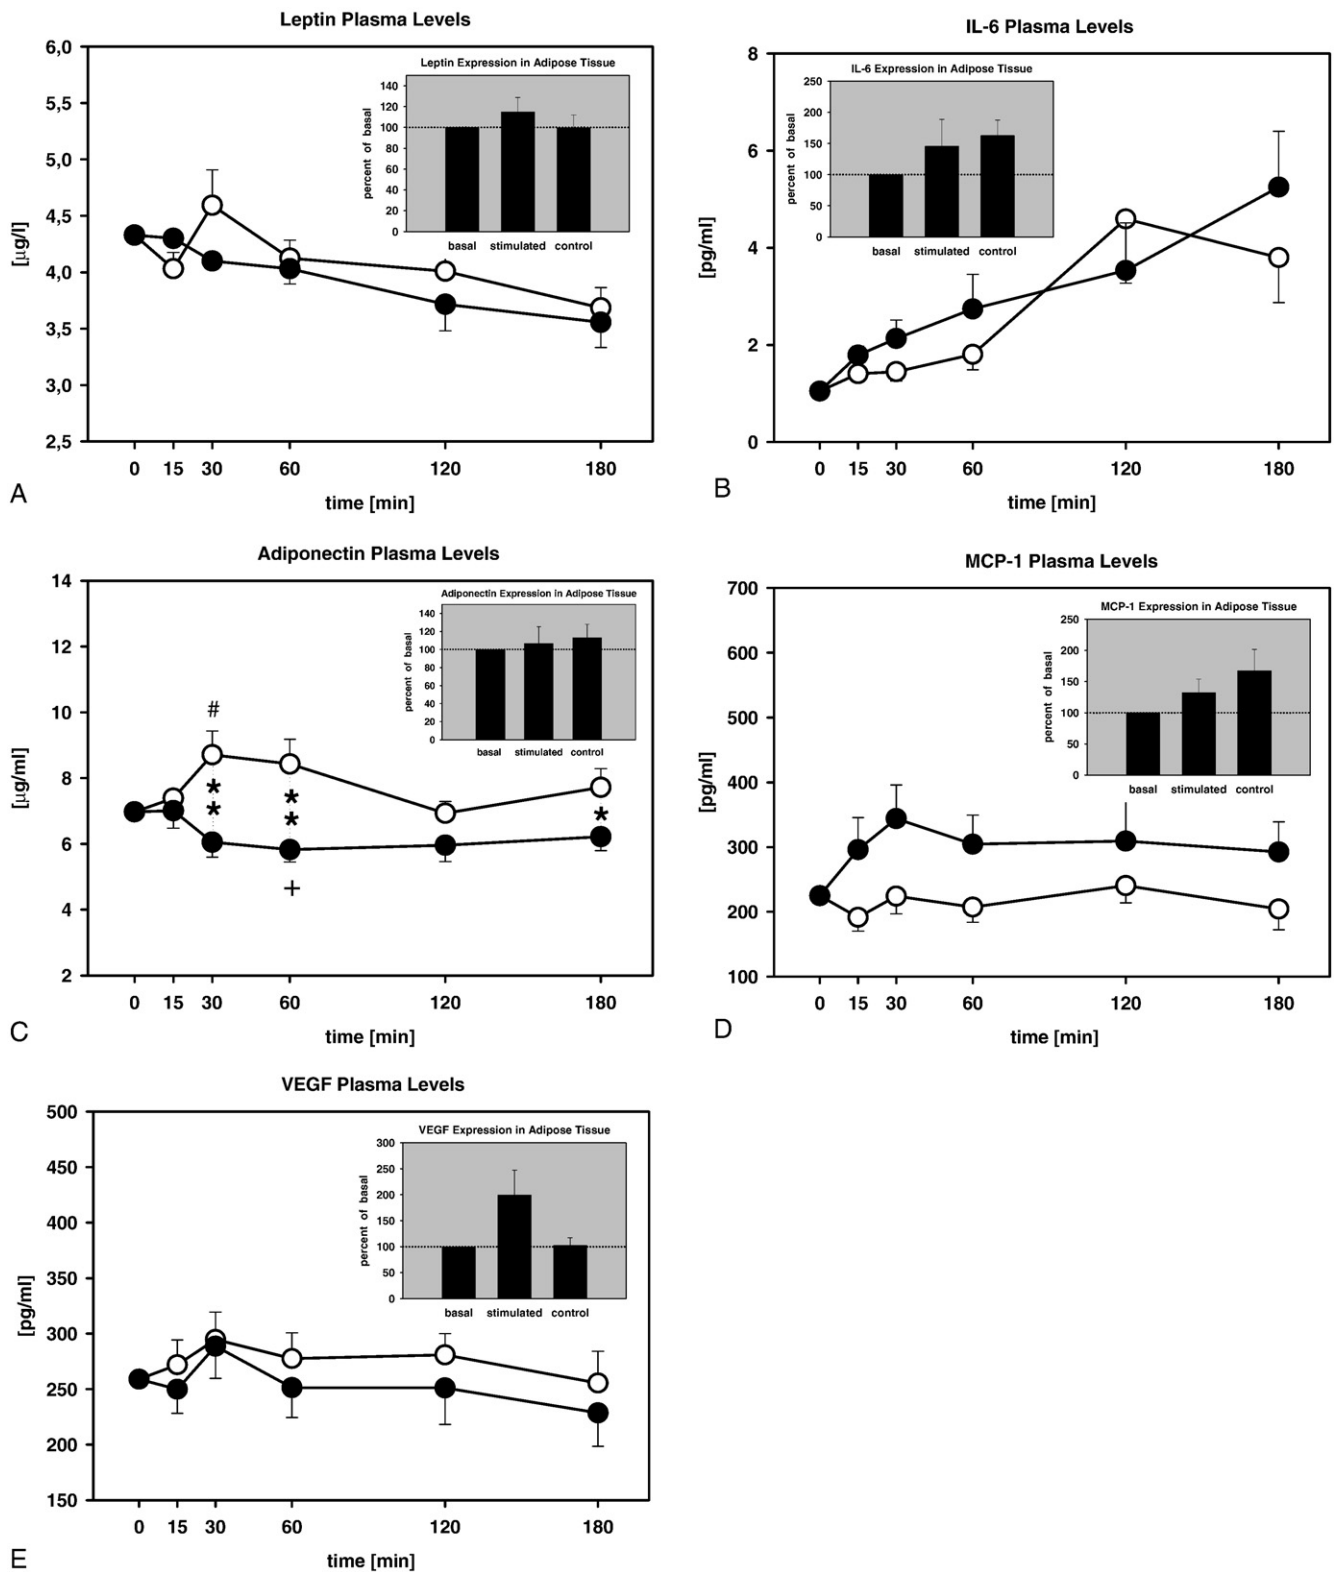 Leptin Plasma Levels
6,0
5,5
5,0
4,5
4,0
3,5
3,0
2,5
[µg/l]
0 15 30 60 120 180
time [min]
A
Leptin Expression in Adipose Tissue
140
120
100
80
60
40
20
0
percent of basal
basal stimulated control
IL-6 Plasma Levels
8
6
4
2
0
[pg/ml]
0 15 30 60 120 180
time [min]
B
IL-6 Expression in Adipose Tissue
250
200
150
100
50
0
percent of basal
basal stimulated control
Adiponectin Plasma Levels
14
12
10
8
6
4
2
[µg/ml]
#
*
*
*
*
*
+
0 15 30 60 120 180
time [min]
C
Adiponectin Expression in Adipose Tissue
140
120
100
80
60
40
20
0
percent of basal
basal stimulated control
MCP-1 Plasma Levels
700
600
500
400
300
200
100
[pg/ml]
0 15 30 60 120 180
time [min]
D
MCP-1 Expression in Adipose Tissue
250
200
150
100
50
0
percent of basal
basal stimulated control
VEGF Plasma Levels
500
450
400
350
300
250
200
150
[pg/ml]
0 15 30 60 120 180
time [min]
E
VEGF Expression in Adipose Tissue
300
250
200
150
100
50
0
percent of basal
basal stimulated control